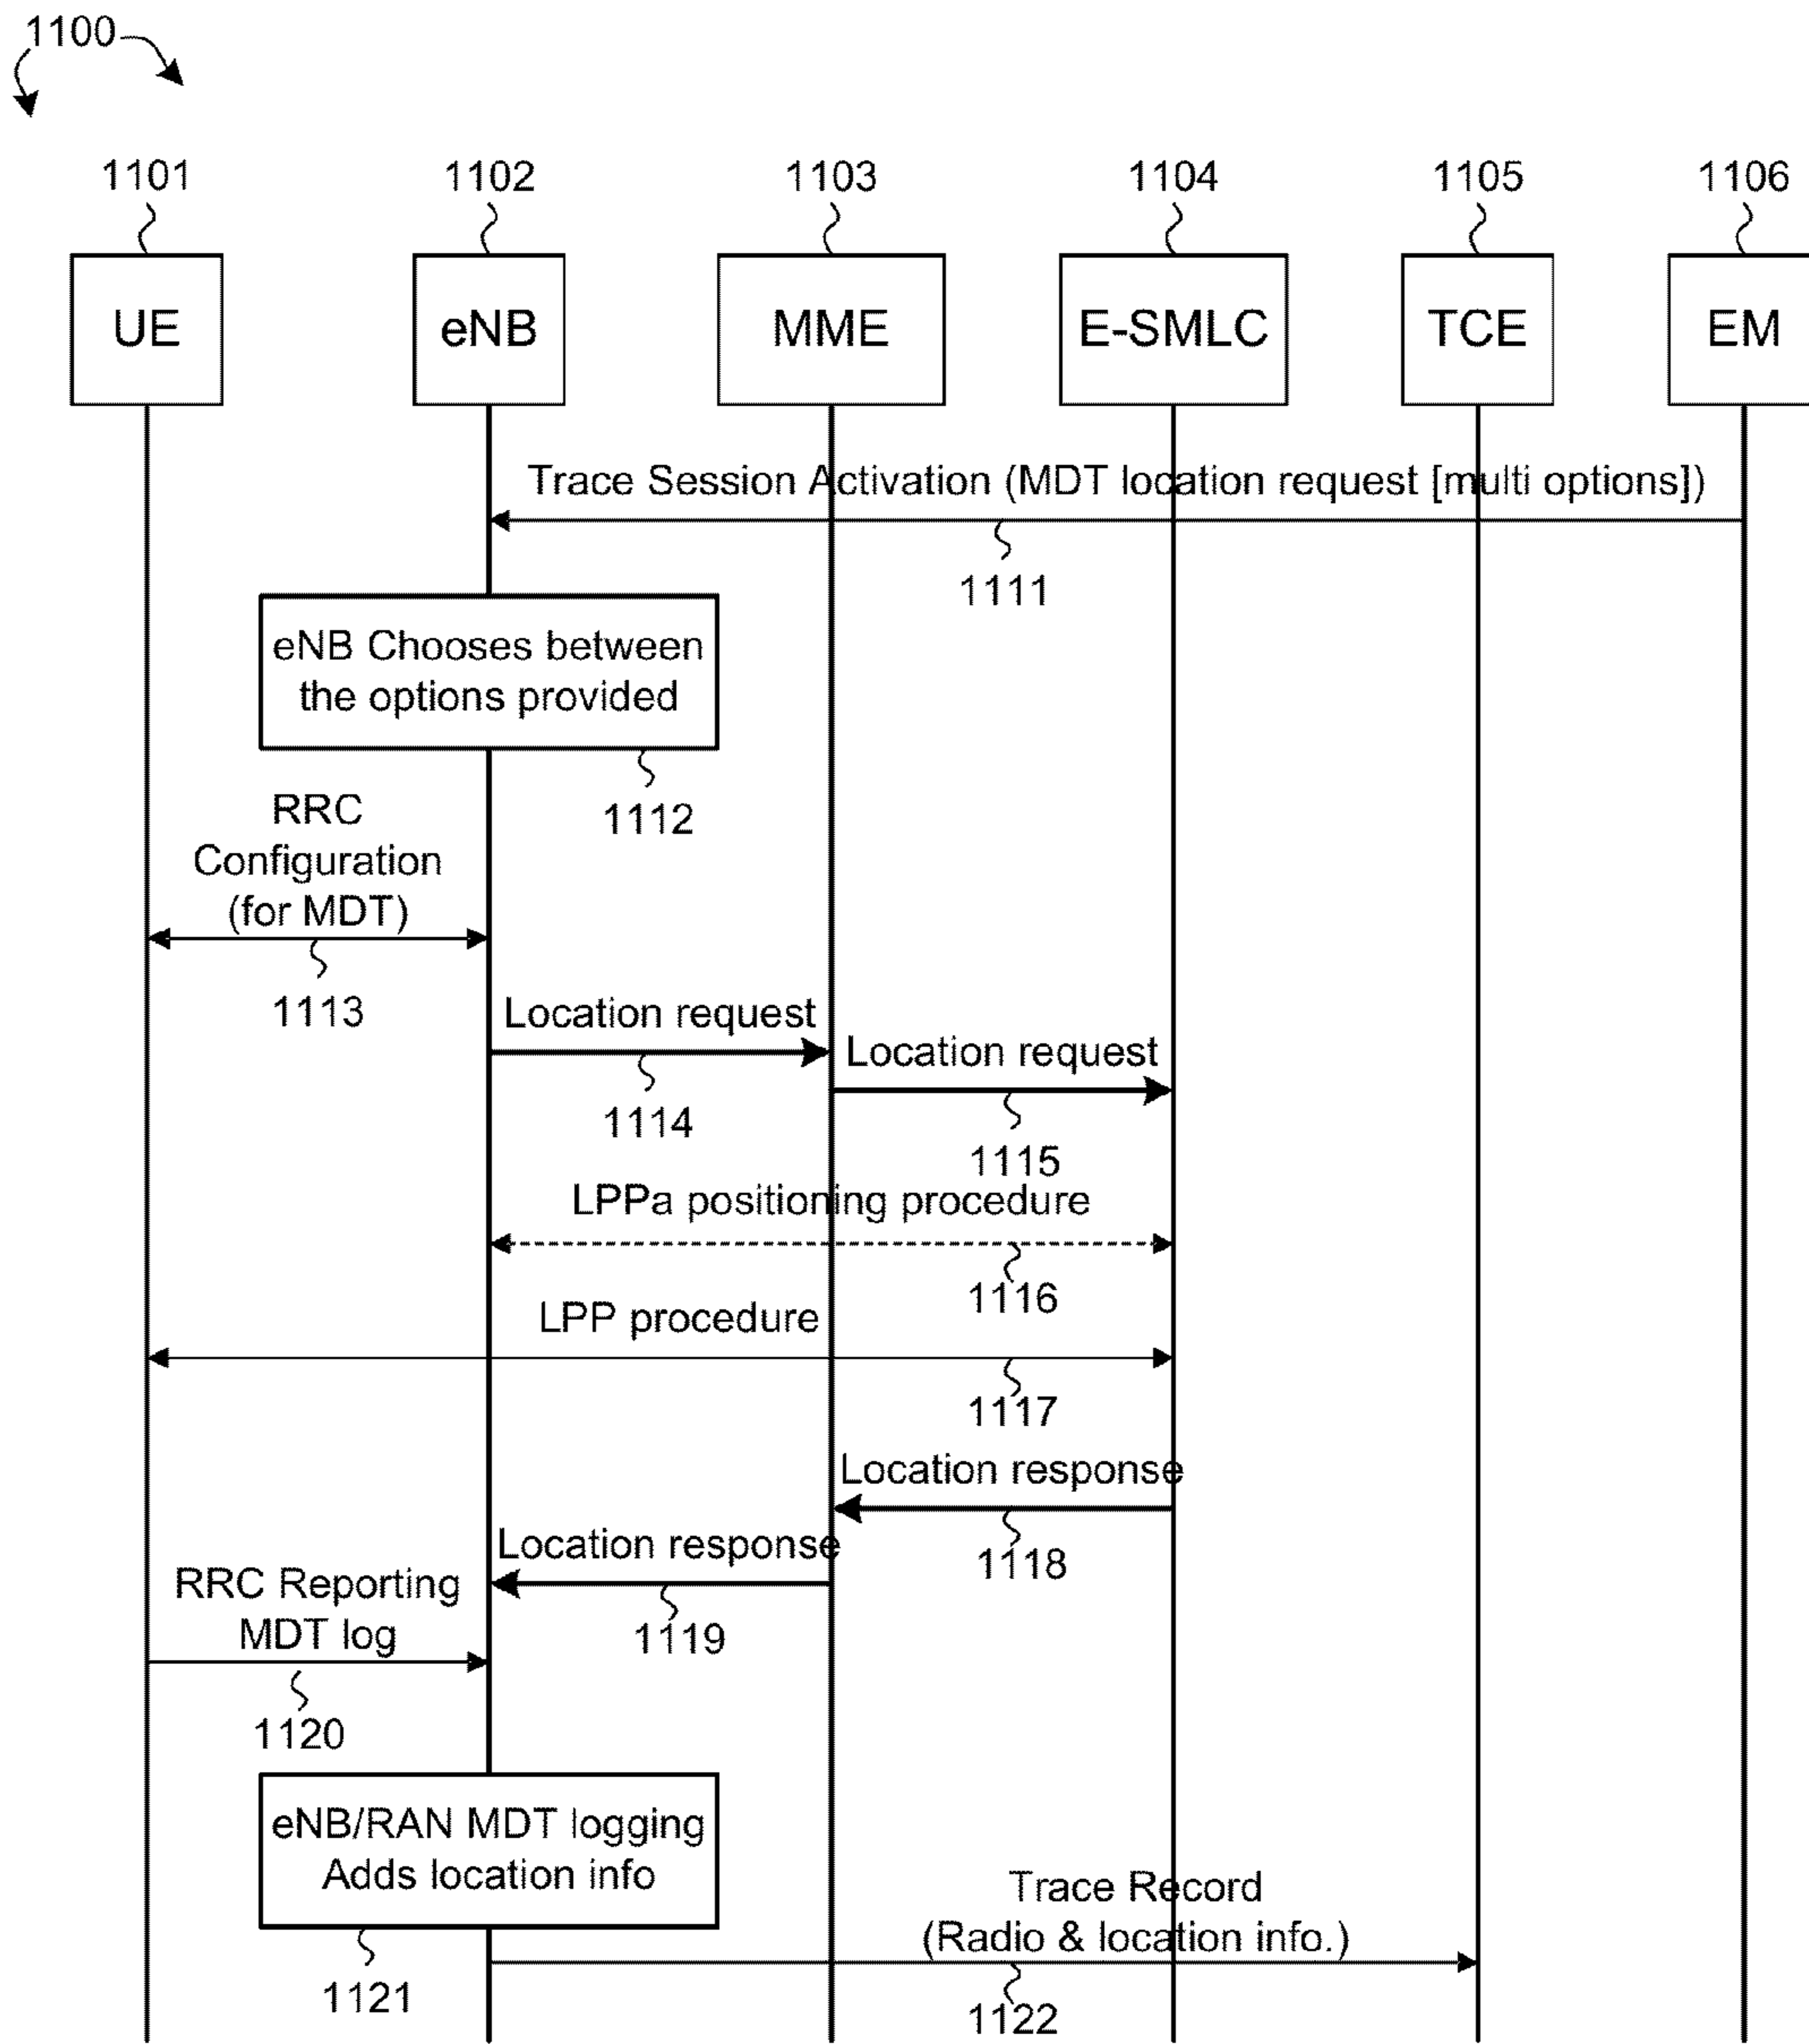 1100
1101
1102
1103
1104
1105
1106
UE
eNB
MME
E-SMLC
TCE
EM
Trace Session Activation (MDT location request [multi options])
1111
eNB Chooses between
the options provided
1112
RRC
Configuration
(for MDT)
1113
Location request
1114
Location request
1115
LPPa positioning procedure
1116
LPP procedure
1117
Location response
1118
Location response
1119
RRC Reporting
MDT log
1120
eNB/RAN MDT logging
Adds location info
1121
Trace Record
(Radio & location info.)
1122